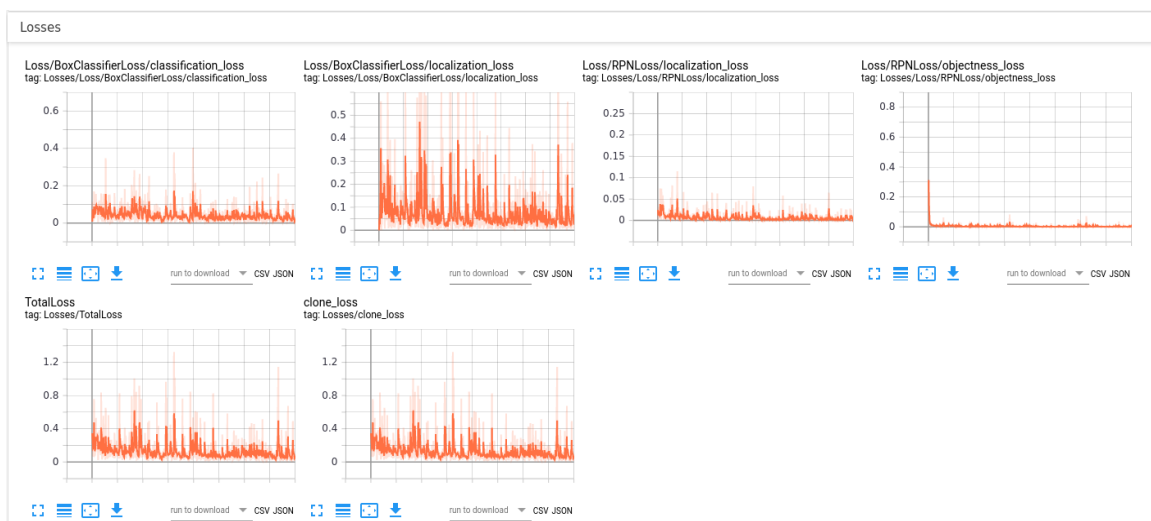 Losses
Loss/BoxClassifierLoss/classification_loss
tag: Losses/Loss/BoxClassifierLoss/classification_loss
0.6
0.4
0.2
0
run to download CSV JSON
Loss/BoxClassifierLoss/localization_loss
tag: Losses/Loss/BoxClassifierLoss/localization_loss
0.5
0.4
0.3
0.2
0.1
0
run to download CSV JSON
Loss/RPNLoss/localization_loss
tag: Losses/Loss/RPNLoss/localization_loss
0.25
0.2
0.15
0.1
0.05
0
run to download CSV JSON
Loss/RPNLoss/objectness_loss
tag: Losses/Loss/RPNLoss/objectness_loss
0.8
0.6
0.4
0.2
0
run to download CSV JSON
TotalLoss
tag: Losses/TotalLoss
1.2
0.8
0.4
0
run to download CSV JSON
clone_loss
tag: Losses/clone_loss
1.2
0.8
0.4
0
run to download CSV JSON